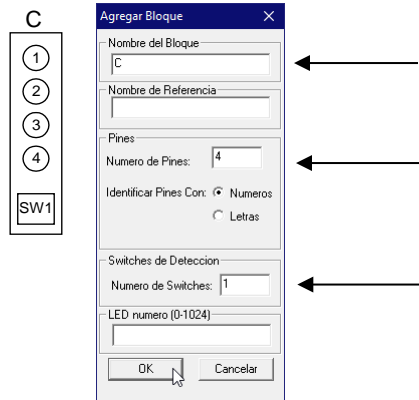 C
1
2
3
4
SW1
Agregar Bloque
Nombre del Bloque
C
Nombre de Referencia
Pines
Numero de Pines: 4
Identificar Pines Con: Numeros
Letras
Switches de Deteccion
Numero de Switches: 1
LED numero (0-1024)
OK Cancelar